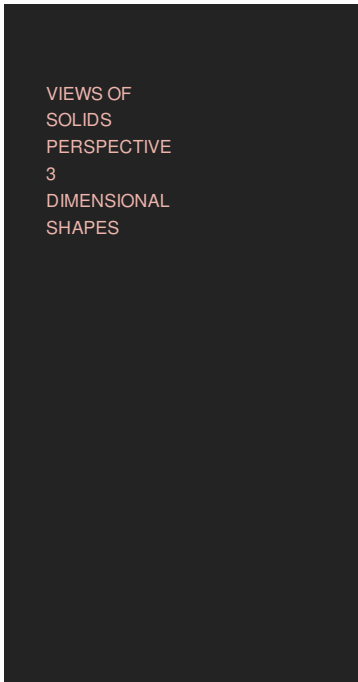 VIEWS OF
SOLIDS
PERSPECTIVE
3
DIMENSIONAL
SHAPES